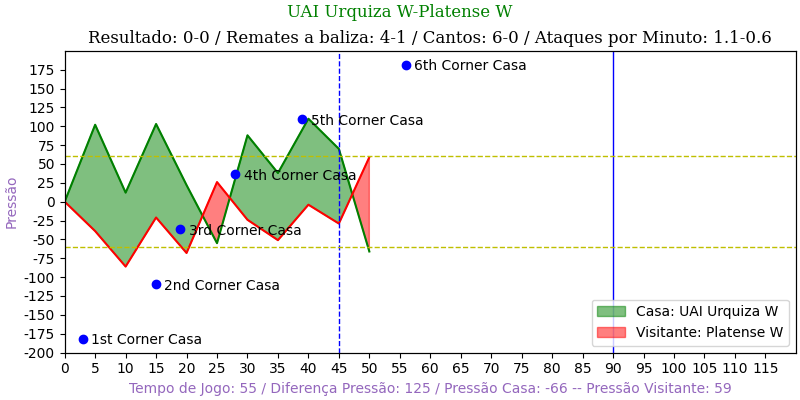 UAI Urquiza W-Platense W
Resultado: 0-0 / Remates a baliza: 4-1 / Cantos: 6-0 / Ataques por Minuto: 1.1-0.6
Pressão
175
150
125
100
75
50
25
0
-25
-50
-75
-100
-125
-150
-175
-200
6th Corner Casa
5th Corner Casa
4th Corner Casa
3rd Corner Casa
2nd Corner Casa
1st Corner Casa
Casa: UAI Urquiza W
Visitante: Platense W
0 5 10 15 20 25 30 35 40 45 50 55 60 65 70 75 80 85 90 95 100 105 110 115
Tempo de Jogo: 55 / Diferença Pressão: 125 / Pressão Casa: -66 -- Pressão Visitante: 59